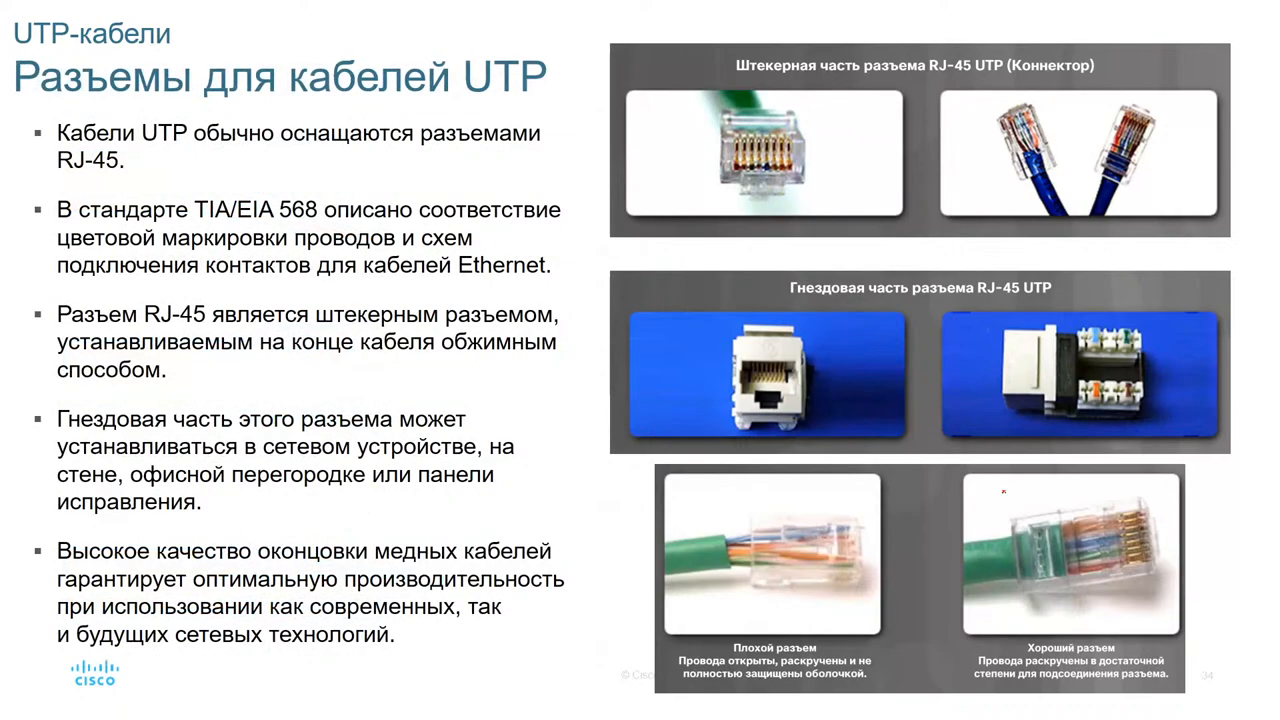 UTP-кабели
Разъемы для кабелей UTP
▪ Кабели UTP обычно оснащаются разъемами
RJ-45.
▪ В стандарте TIA/EIA 568 описано соответствие
цветовой маркировки проводов и схем
подключения контактов для кабелей Ethernet.
▪ Разъем RJ-45 является штекерным разъемом,
устанавливаемым на конце кабеля обжимным
способом.
▪ Гнездовая часть этого разъема может
устанавливаться в сетевом устройстве, на
стене, офисной перегородке или панели
исправления.
▪ Высокое качество оконцовки медных кабелей
гарантирует оптимальную производительность
при использовании как современных, так
и будущих сетевых технологий.
CISCO
Штекерная часть разъема RJ-45 UTP (Коннектор)
Гнездовая часть разъема RJ-45 UTP
Плохой разъем
Провода открыты, раскручены и не
полностью защищены оболочкой.
Хороший разъем
Провода раскручены в достаточной
степени для подсоединения разъема.
34